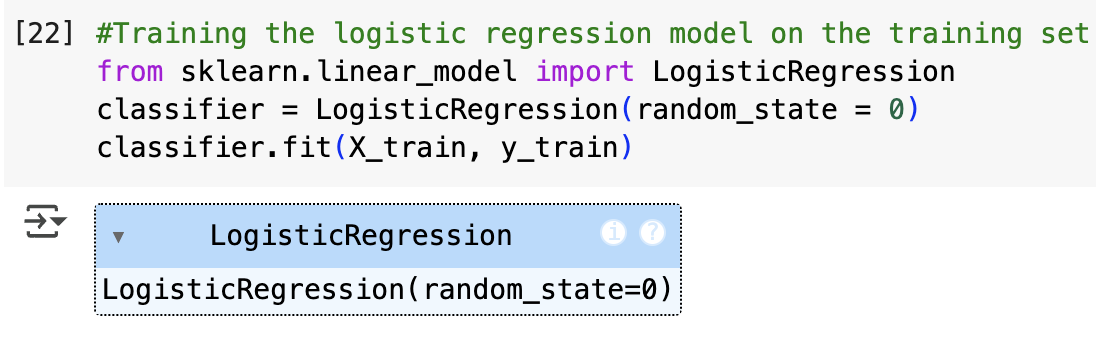 [22] #Training the logistic regression model on the training set
from sklearn.linear_model import LogisticRegression
classifier = LogisticRegression(random_state = 0)
classifier.fit(X_train, y_train)
▼ LogisticRegression i ?
LogisticRegression(random_state=0)